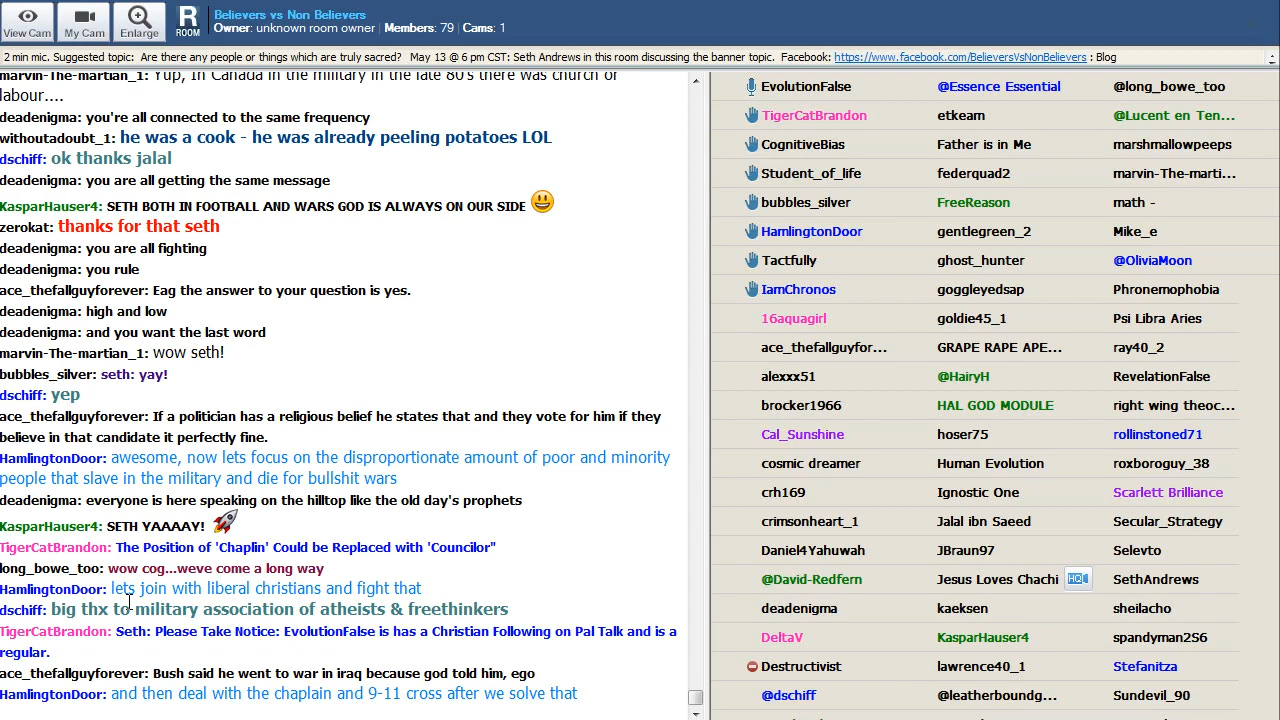 Believers vs Non Believers
View Cam
My Cam
Enlarge
R
ROOM
Owner: unknown room owner | Members: 79 | Cams: 1
2 min mic. Suggested topic: Are there any people or things which are truly sacred? May 13 @ 6 pm CST: Seth Andrews in this room discussing the banner topic. Facebook: https://www.facebook.com/BelieversVsNonBelievers : Blog
marvin-The-martian_1: Yup, In Canada in the military in the late 80's there was church or
labour....
deadenigma: you're all connected to the same frequency
withoutadoubt_1: he was a cook - he was already peeling potatoes LOL
dschiff: ok thanks jalal
deadenigma: you are all getting the same message
KasparHauser4: SETH BOTH IN FOOTBALL AND WARS GOD IS ALWAYS ON OUR SIDE
zerokat: thanks for that seth
deadenigma: you are all fighting
deadenigma: you rule
ace_thefallguyforever: Eag the answer to your question is yes.
deadenigma: high and low
deadenigma: and you want the last word
marvin-The-martian_1: wow seth!
bubbles_silver: seth: yay!
dschiff: yep
ace_thefallguyforever: If a politician has a religious belief he states that and they vote for him if they
believe in that candidate it perfectly fine.
HamlingtonDoor: awesome, now lets focus on the disproportionate amount of poor and minority
people that slave in the military and die for bullshit wars
deadenigma: everyone is here speaking on the hilltop like the old day's prophets
KasparHauser4: SETH YAAAAY!
TigerCatBrandon: The Position of 'Chaplin' Could be Replaced with 'Councilor"
long_bowe_too: wow cog...weve come a long way
HamlingtonDoor: lets join with liberal christians and fight that
dschiff: big thx to military association of atheists & freethinkers
TigerCatBrandon: Seth: Please Take Notice: EvolutionFalse is has a Christian Following on Pal Talk and is a
regular.
ace_thefallguyforever: Bush said he went to war in iraq because god told him, ego
HamlingtonDoor: and then deal with the chaplain and 9-11 cross after we solve that
EvolutionFalse @Essence Essential @long_bowe_too
TigerCatBrandon etkeam @Lucent en Ten...
CognitiveBias Father is in Me marshmallowpeeps
Student_of_life federquad2 marvin-The-marti...
bubbles_silver FreeReason math -
HamlingtonDoor gentlegreen_2 Mike_e
Tactfully ghost_hunter @OliviaMoon
IamChronos goggleyedsap Phronemophobia
16aquagirl goldie45_1 Psi Libra Aries
ace_thefallguyfor... GRAPE RAPE APE... ray40_2
alexxx51 @HairyH RevelationFalse
brocker1966 HAL GOD MODULE right wing theoc...
Cal_Sunshine hoser75 rollinstoned71
cosmic dreamer Human Evolution roxboroguy_38
crh169 Ignostic One Scarlett Brilliance
crimsonheart_1 Jalal ibn Saeed Secular_Strategy
Daniel4Yahuwah JBraun97 Selevto
@David-Redfern Jesus Loves Chachi HQ SethAndrews
deadenigma kaeksen sheilacho
DeltaV KasparHauser4 spandyman2S6
Destructivist lawrence40_1 Stefanitza
@dschiff @leatherboundg... Sundevil_90